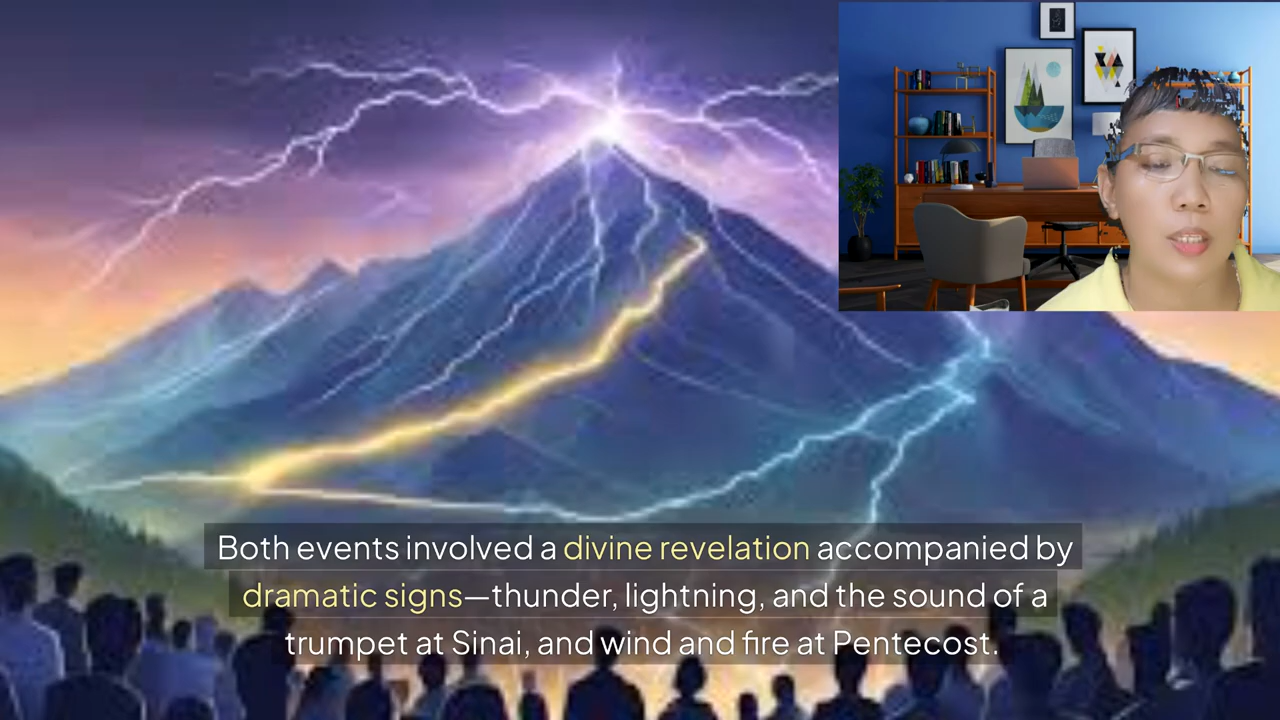 Both events involved a divine revelation accompanied by
dramatic signs—thunder, lightning, and the sound of a
trumpet at Sinai, and wind and fire at Pentecost.